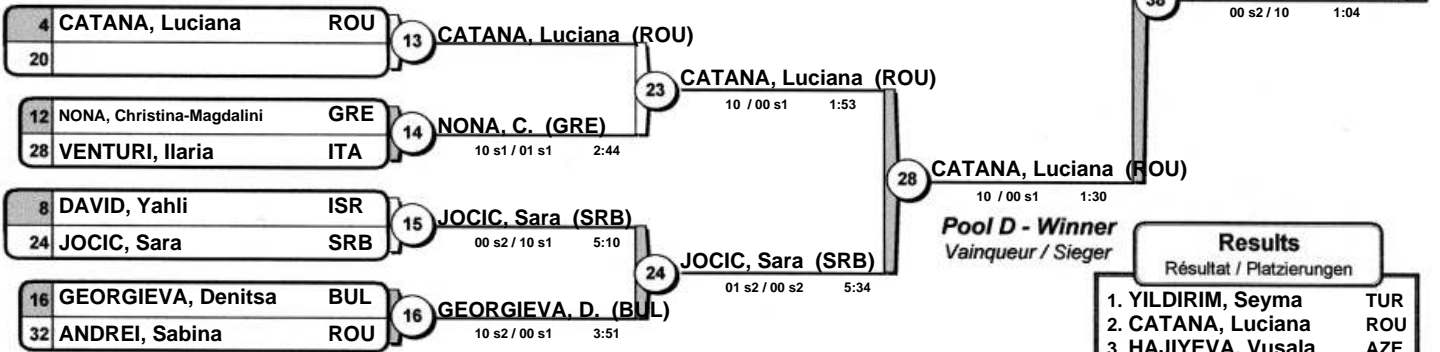 38
00 s2 / 10 1:04
4 CATANA, Luciana ROU
20
13 CATANA, Luciana (ROU)
23 CATANA, Luciana (ROU)
10 / 00 s1 1:53
12 NONA, Christina-Magdalini GRE
28 VENTURI, Ilaria ITA
14 NONA, C. (GRE)
10 s1 / 01 s1 2:44
28 CATANA, Luciana (ROU)
10 / 00 s1 1:30
8 DAVID, Yahli ISR
24 JOCIC, Sara SRB
15 JOCIC, Sara (SRB)
00 s2 / 10 s1 5:10
24 JOCIC, Sara (SRB)
01 s2 / 00 s2 5:34
16 GEORGIEVA, Denitsa BUL
32 ANDREI, Sabina ROU
16 GEORGIEVA, D. (BUL)
10 s2 / 00 s1 3:51
Pool D - Winner
Vainqueur / Sieger
Results
Résultat / Platzierungen
1. YILDIRIM, Seyma TUR
2. CATANA, Luciana ROU
3. HAJIYEVA, Vusala AZE